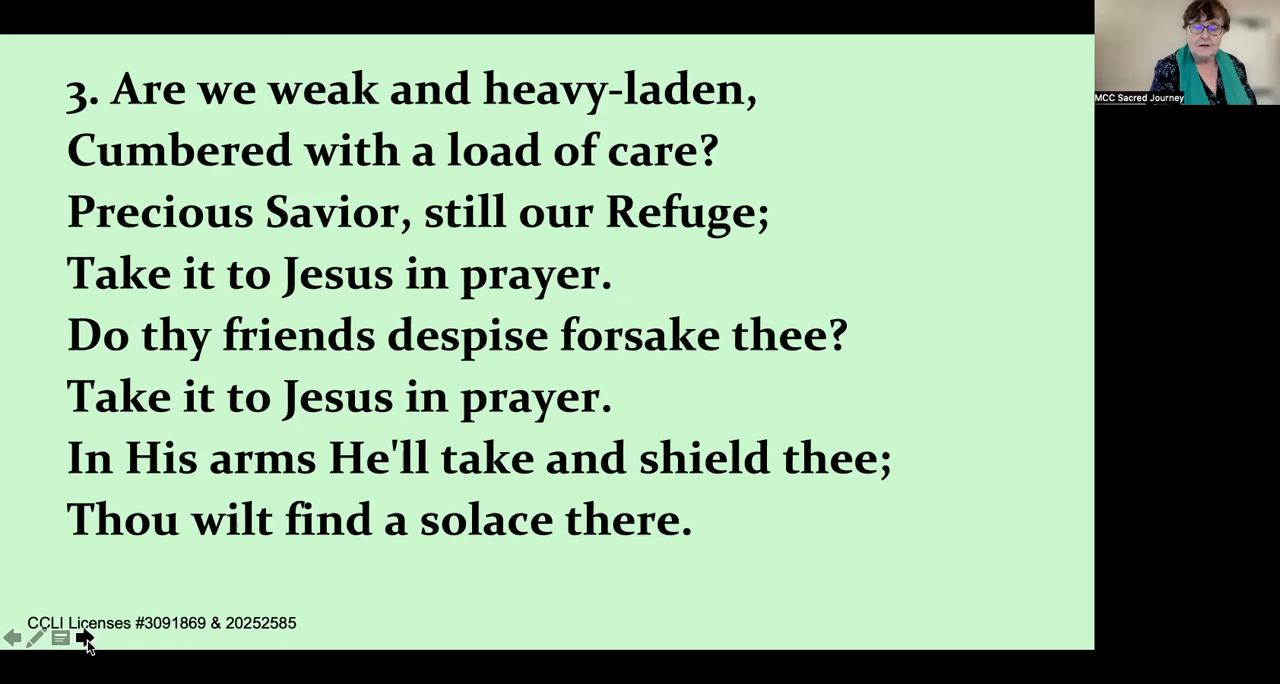 3. Are we weak and heavy-laden,
Cumbered with a load of care?
Precious Savior, still our Refuge;
Take it to Jesus in prayer.
Do thy friends despise forsake thee?
Take it to Jesus in prayer.
In His arms He'll take and shield thee;
Thou wilt find a solace there.
CCLI Licenses #3091869 & 20252585
MCC Sacred Journey